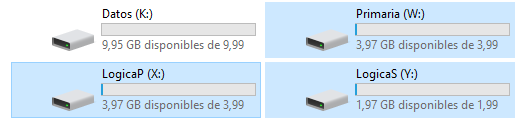 Datos (K:)
9,95 GB disponibles de 9,99
Primaria (W:)
3,97 GB disponibles de 3,99
LogicaP (X:)
3,97 GB disponibles de 3,99
LogicaS (Y:)
1,97 GB disponibles de 1,99